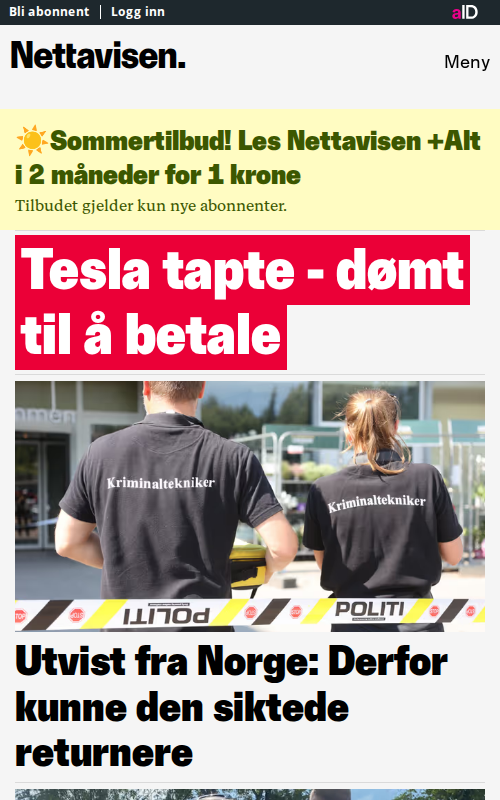 Bli abonnent
Logg inn
aID
Nettavisen.
Meny
☀️Sommertilbud! Les Nettavisen +Alt
i 2 måneder for 1 krone
Tilbudet gjelder kun nye abonnenter.
Tesla tapte - dømt
til å betale
Kriminaltekniker
Kriminaltekniker
POLITI
POLITI
Utvist fra Norge: Derfor
kunne den siktede
returnere